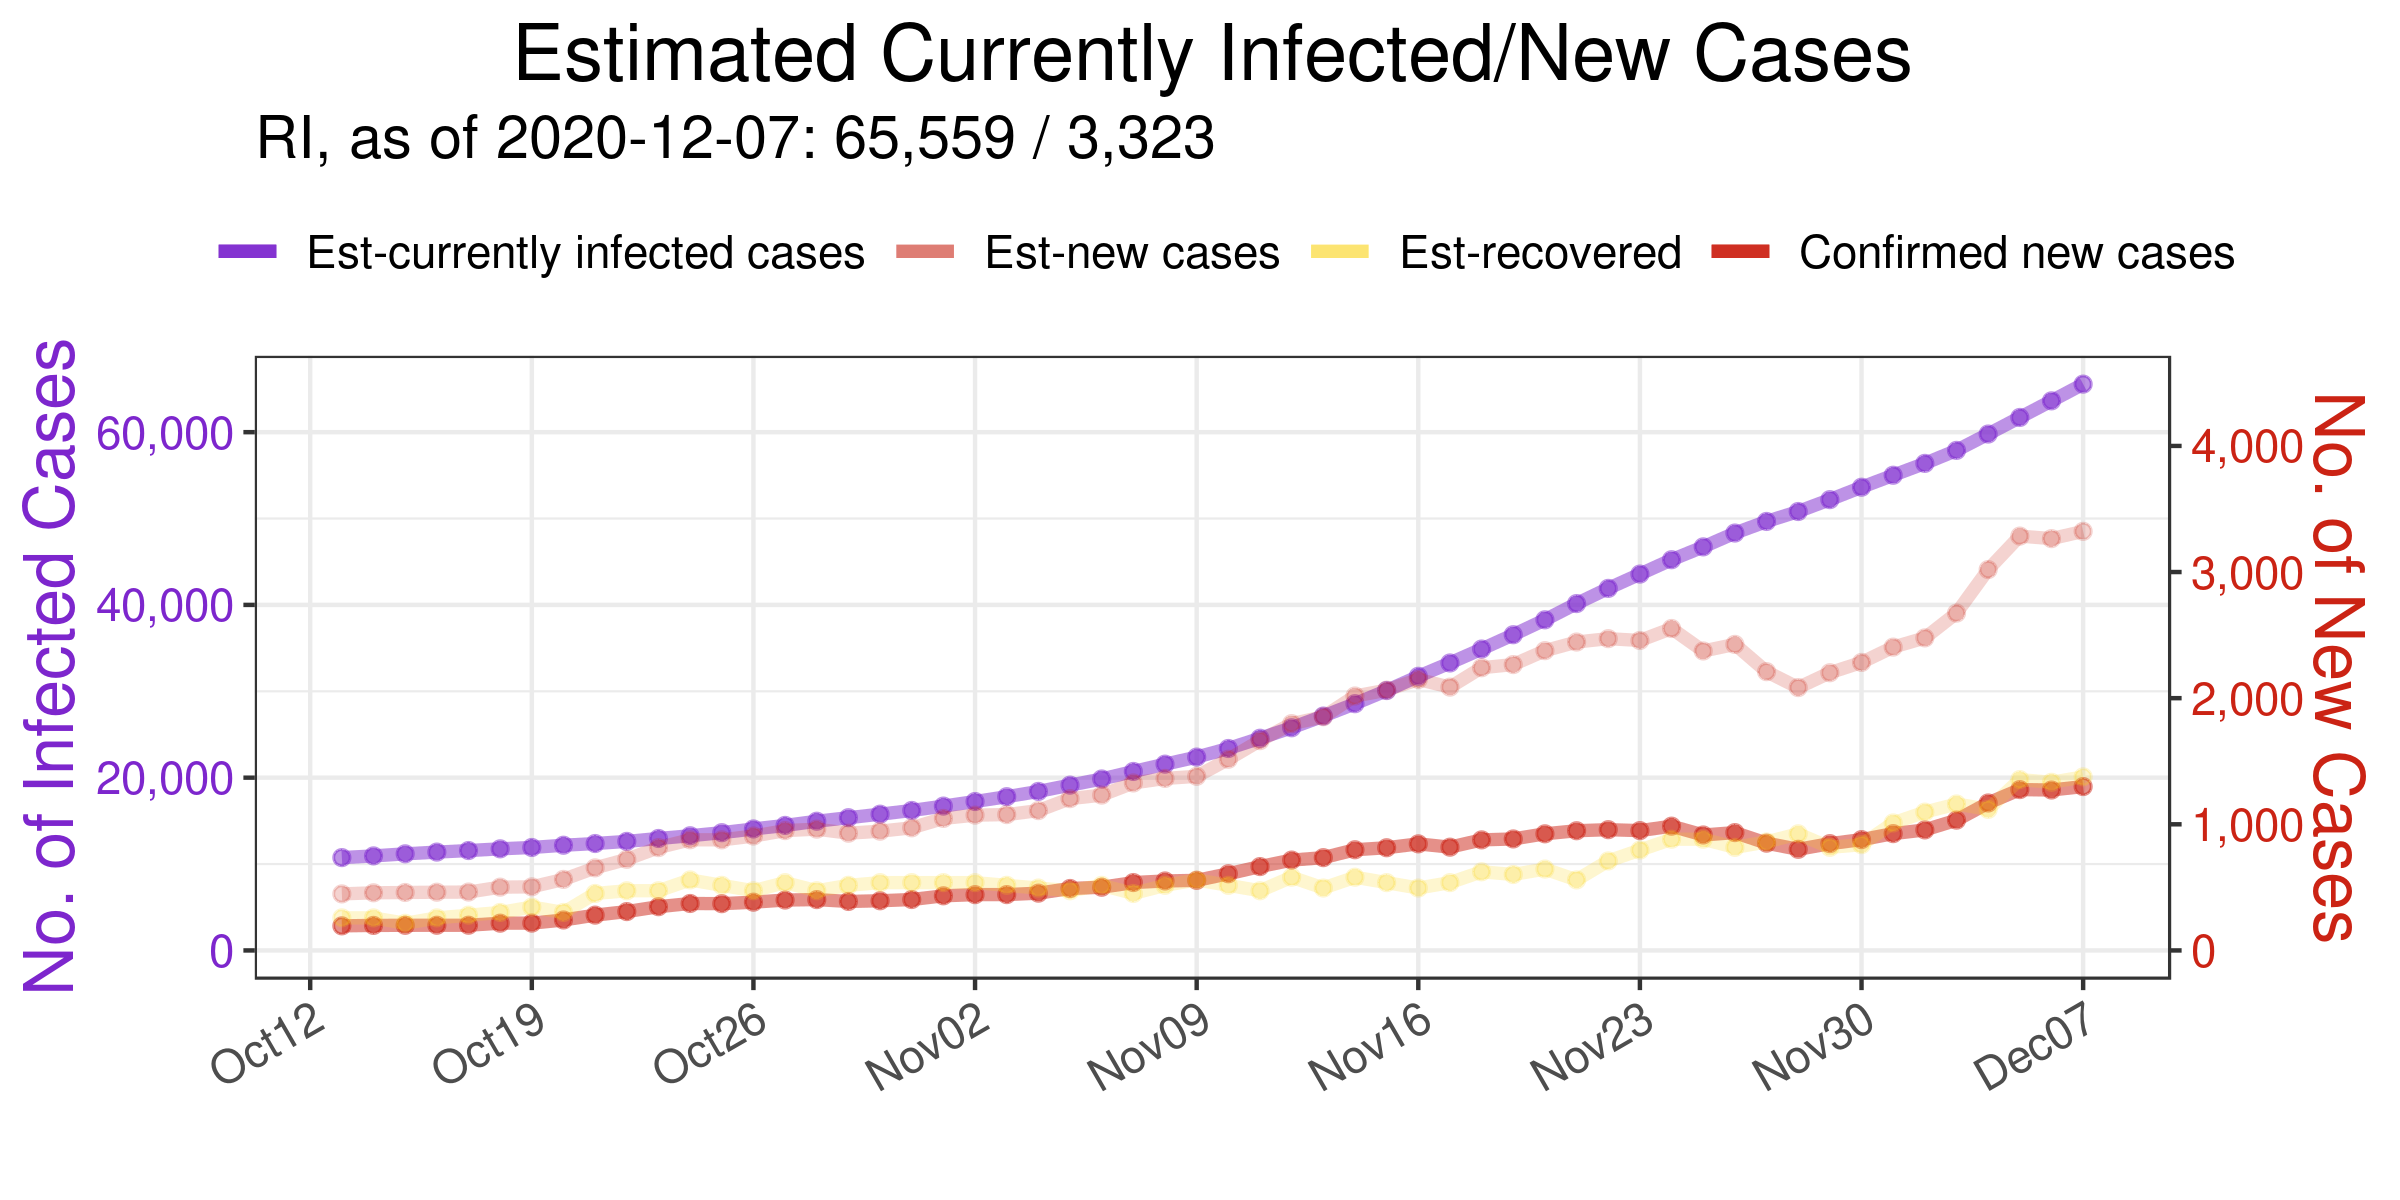 Estimated Currently Infected/New Cases
RI, as of 2020-12-07: 65,559 / 3,323
Est-currently infected cases Est-new cases Est-recovered Confirmed new cases
No. of Infected Cases
60,000
40,000
20,000
0
4,000
3,000
2,000
1,000
0
No. of New Cases
Oct12 Oct19 Oct26 Nov02 Nov09 Nov16 Nov23 Nov30 Dec07